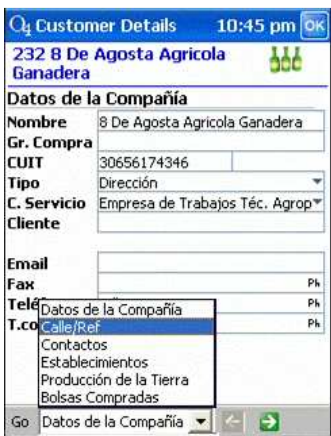 Customer Details 10:45 pm OK
232 8 De Agosta Agricola
Ganadera
Datos de la Compañía
Nombre 8 De Agosta Agricola Ganadera
Gr. Compra
CUIT 30656174346
Tipo Dirección
C. Servicio Empresa de Trabajos Téc. Agrop
Cliente
Email
Fax Ph
Telé Ph
T.co Ph
Datos de la Compañía
Calle/Ref
Contactos
Establecimientos
Producción de la Tierra
Bolsas Compradas
Go Datos de la Compañía